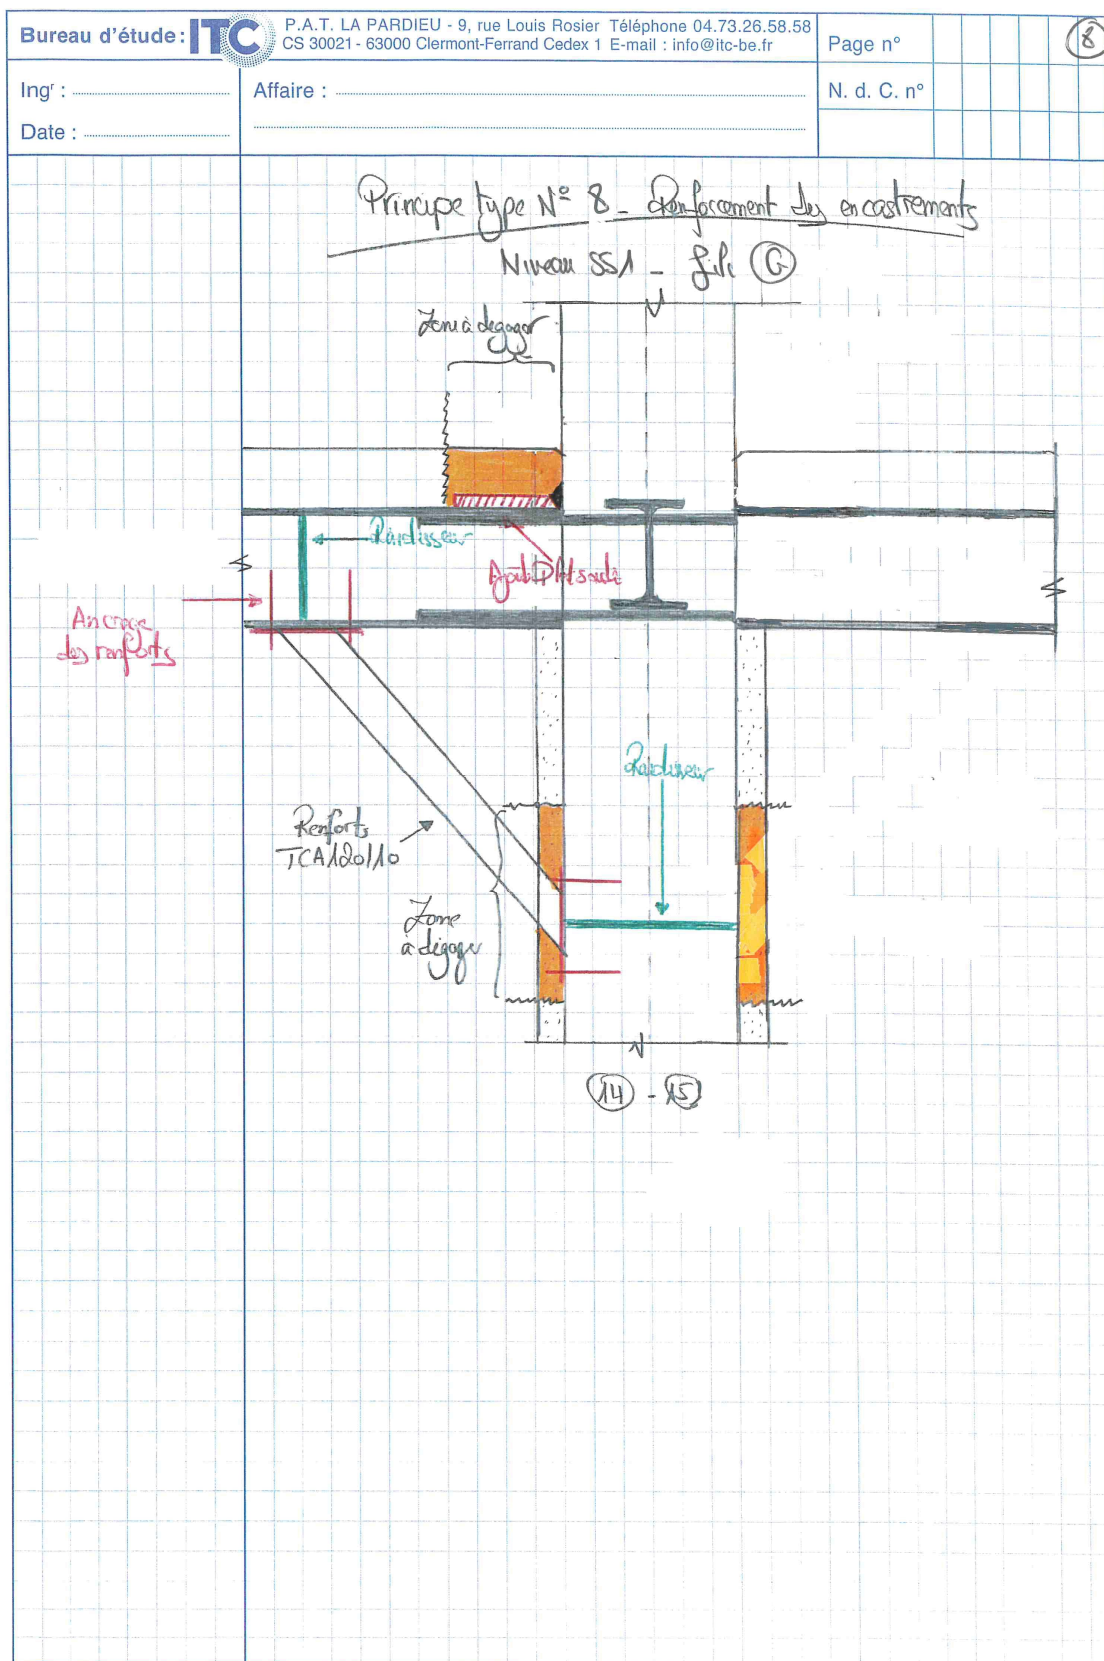 Bureau d'étude : ITC
P.A.T. LA PARDIEU - 9, rue Louis Rosier Téléphone 04.73.26.58.58
CS 30021 - 63000 Clermont-Ferrand Cedex 1 E-mail : info@itc-be.fr
Page n°
8
Ingr :
Affaire :
N. d. C. n°
Date :
Principe type N° 8 - Renforcement des encastrements
Niveau SS1 - file G
Zone à dégager
Raidisseur
Ajout Plat soudé
Ancrage
des renforts
Raidisseur
Renforts
TCA120/10
Zone
à dégager
14 - 15